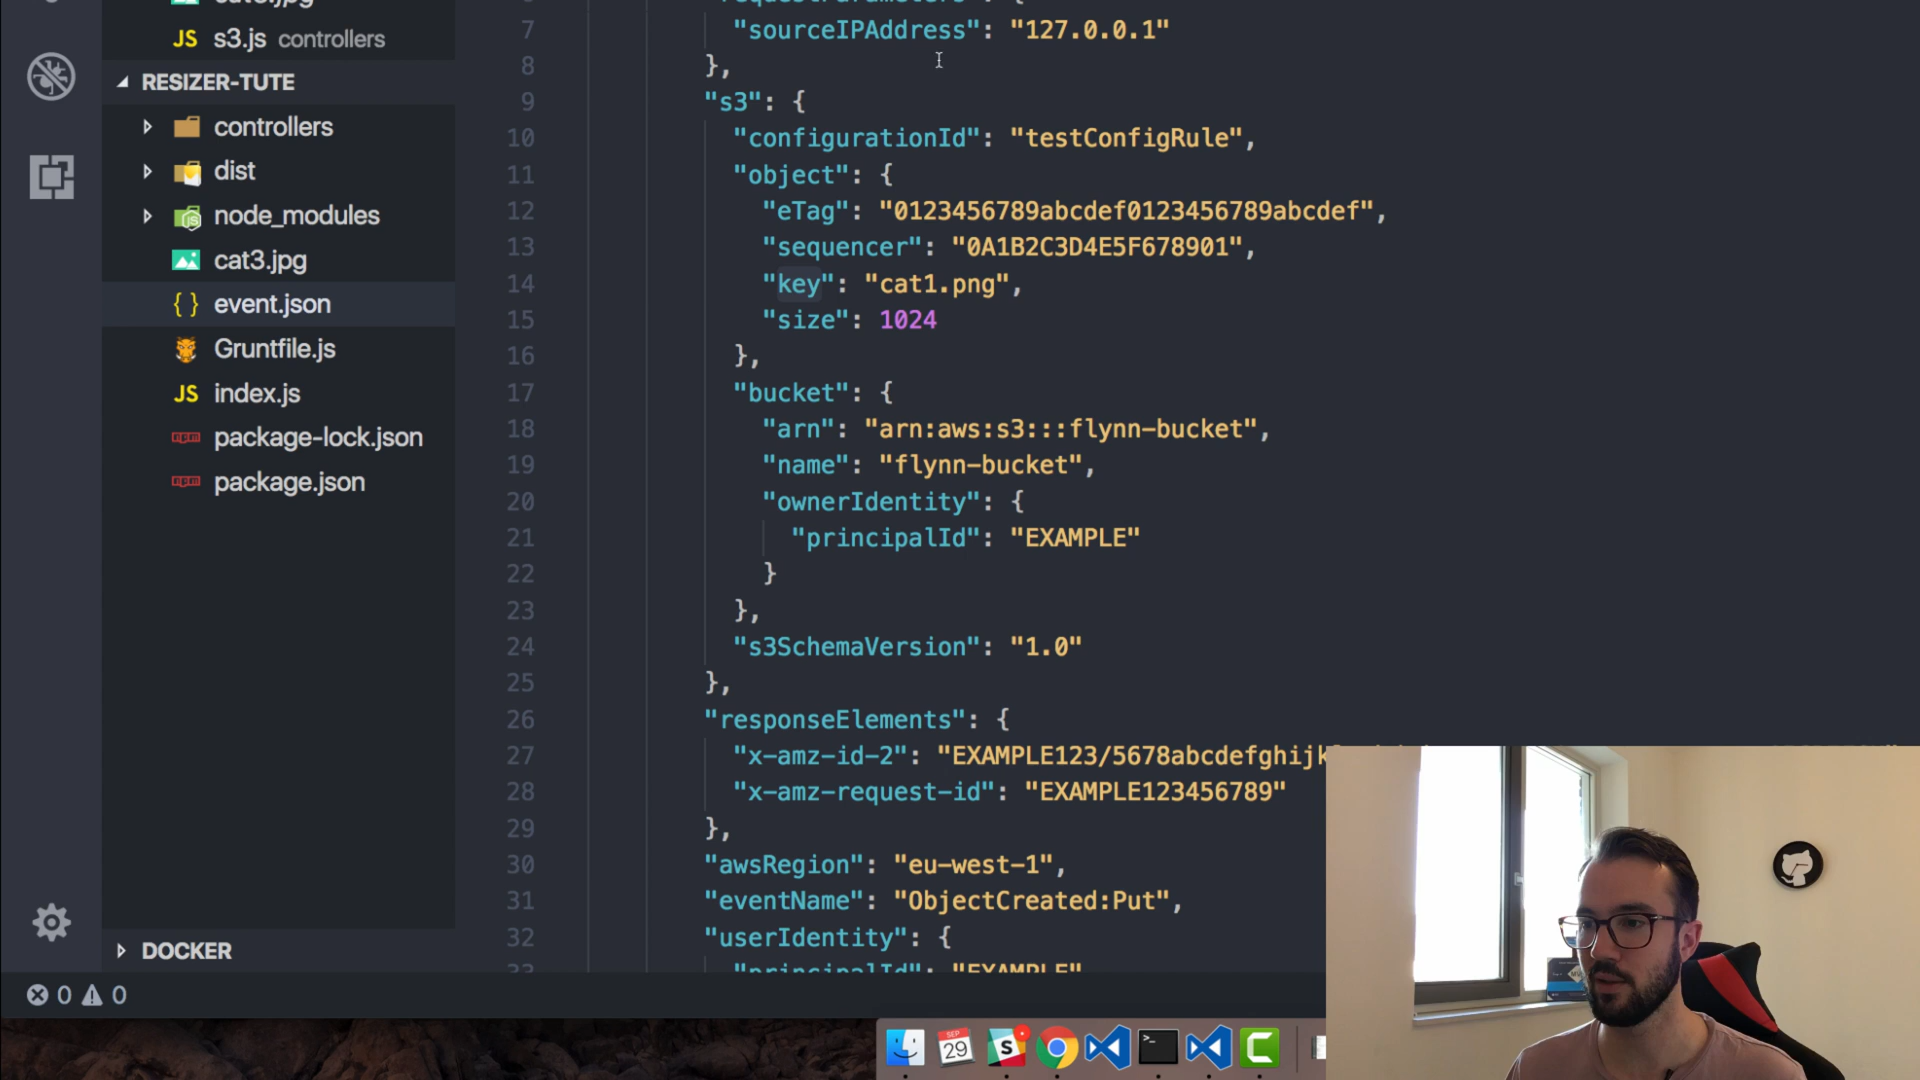 s3.js controllers
RESIZER-TUTE
controllers
dist
node_modules
cat3.jpg
{ } event.json
Gruntfile.js
JS index.js
package-lock.json
package.json
DOCKER
0 0
7 "sourceIPAddress": "127.0.0.1"
8 },
9 "s3": {
10 "configurationId": "testConfigRule",
11 "object": {
12 "eTag": "0123456789abcdef0123456789abcdef",
13 "sequencer": "0A1B2C3D4E5F678901",
14 "key": "cat1.png",
15 "size": 1024
16 },
17 "bucket": {
18 "arn": "arn:aws:s3:::flynn-bucket",
19 "name": "flynn-bucket",
20 "ownerIdentity": {
21 "principalId": "EXAMPLE"
22 }
23 },
24 "s3SchemaVersion": "1.0"
25 },
26 "responseElements": {
27 "x-amz-id-2": "EXAMPLE123/5678abcdefghijk
28 "x-amz-request-id": "EXAMPLE123456789"
29 },
30 "awsRegion": "eu-west-1",
31 "eventName": "ObjectCreated:Put",
32 "userIdentity": {
33 "principalId": "EXAMPLE"
SEP
29